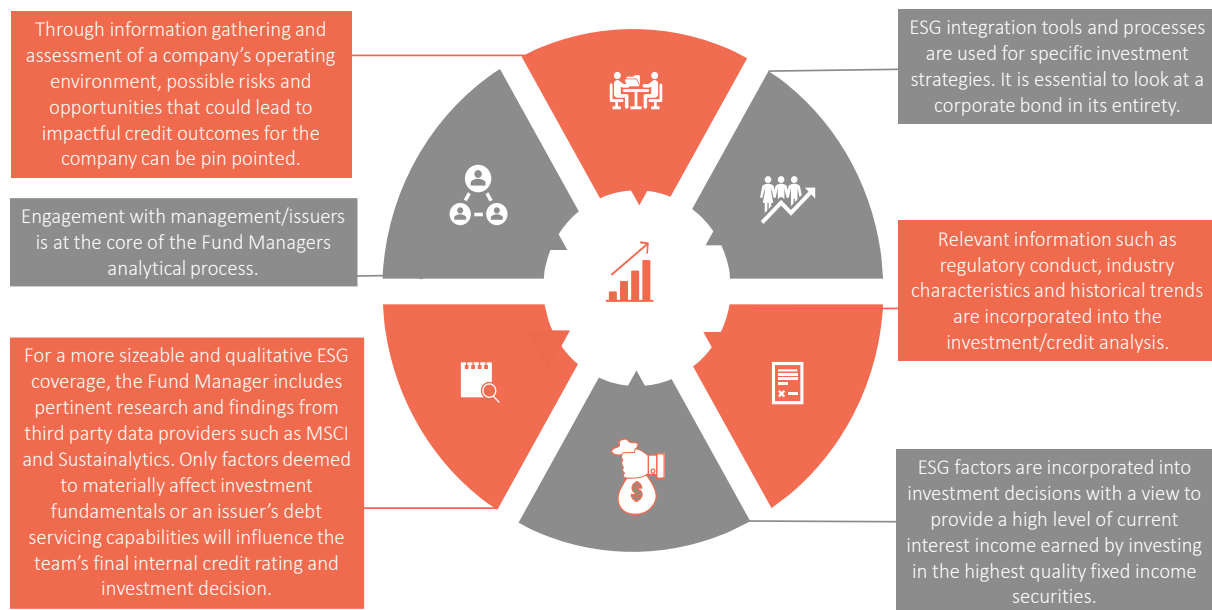 Through information gathering and
assessment of a company's operating
environment, possible risks and
opportunities that could lead to
impactful credit outcomes for the
company can be pin pointed.
Engagement with management/issuers
is at the core of the Fund Managers
analytical process.
For a more sizeable and qualitative ESG
coverage, the Fund Manager includes
pertinent research and findings from
third party data providers such as MSCI
and Sustainalytics. Only factors deemed
to materially affect investment
fundamentals or an issuer's debt
servicing capabilities will influence the
team's final internal credit rating and
investment decision.
ESG integration tools and processes
are used for specific investment
strategies. It is essential to look at a
corporate bond in its entirety.
Relevant information such as
regulatory conduct, industry
characteristics and historical trends
are incorporated into the
investment/credit analysis.
ESG factors are incorporated into
investment decisions with a view to
provide a high level of current
interest income earned by investing
in the highest quality fixed income
securities.
$